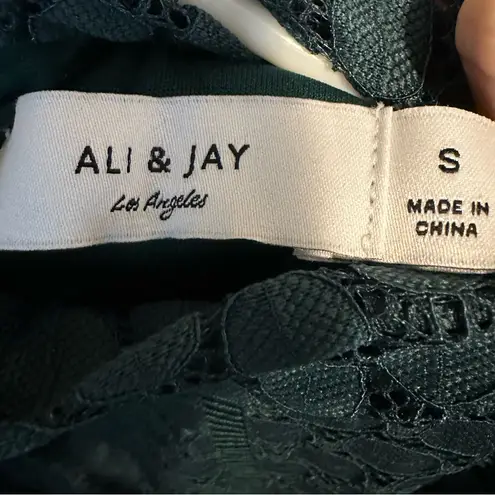 ALI & JAY
Los Angeles
S
MADE IN
CHINA